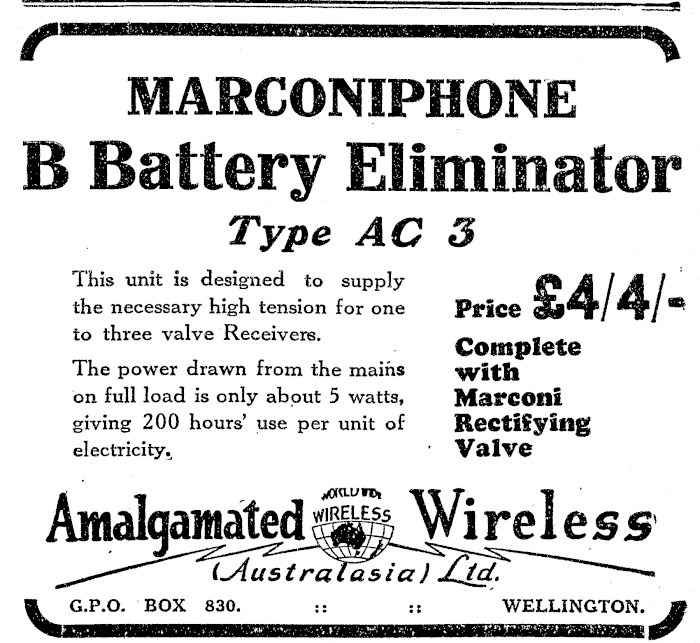 MARCONIPHONE
B Battery Eliminator
Type AC 3
This unit is designed to supply
the necessary high tension for one
to three valve Receivers.
The power drawn from the mains
on full load is only about 5 watts,
giving 200 hours' use per unit of
electricity.
Price £4/4/-
Complete
with
Marconi
Rectifying
Valve
WORLD WIDE
WIRELESS
Amalgamated Wireless
(Australasia) Ltd.
G.P.O. BOX 830. :: :: WELLINGTON.